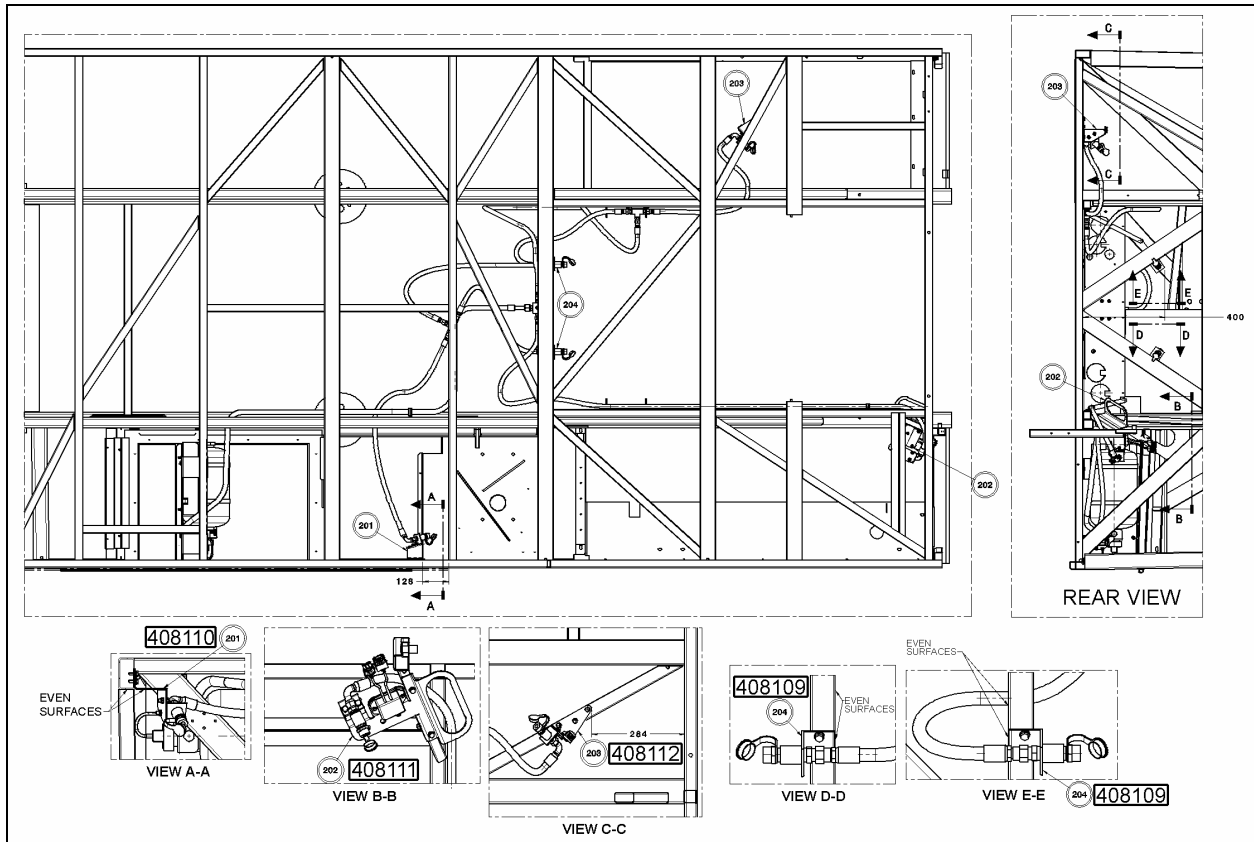 203
204
202
201
A
128
A
C
203
C
E
E
400
D
D
202
B
B
REAR VIEW
408110
201
EVEN
SURFACES
VIEW A-A
202
408111
VIEW B-B
284
203
408112
VIEW C-C
408109
204
EVEN
SURFACES
VIEW D-D
EVEN
SURFACES
VIEW E-E
204
408109